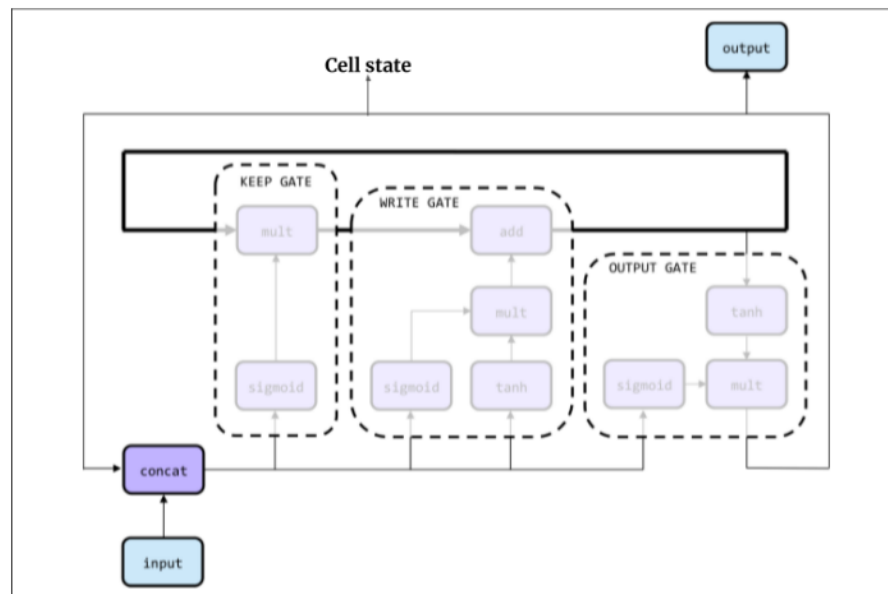 output
Cell state
KEEP GATE
WRITE GATE
mult
add
OUTPUT GATE
mult
tanh
sigmoid
sigmoid
tanh
sigmoid
mult
concat
input